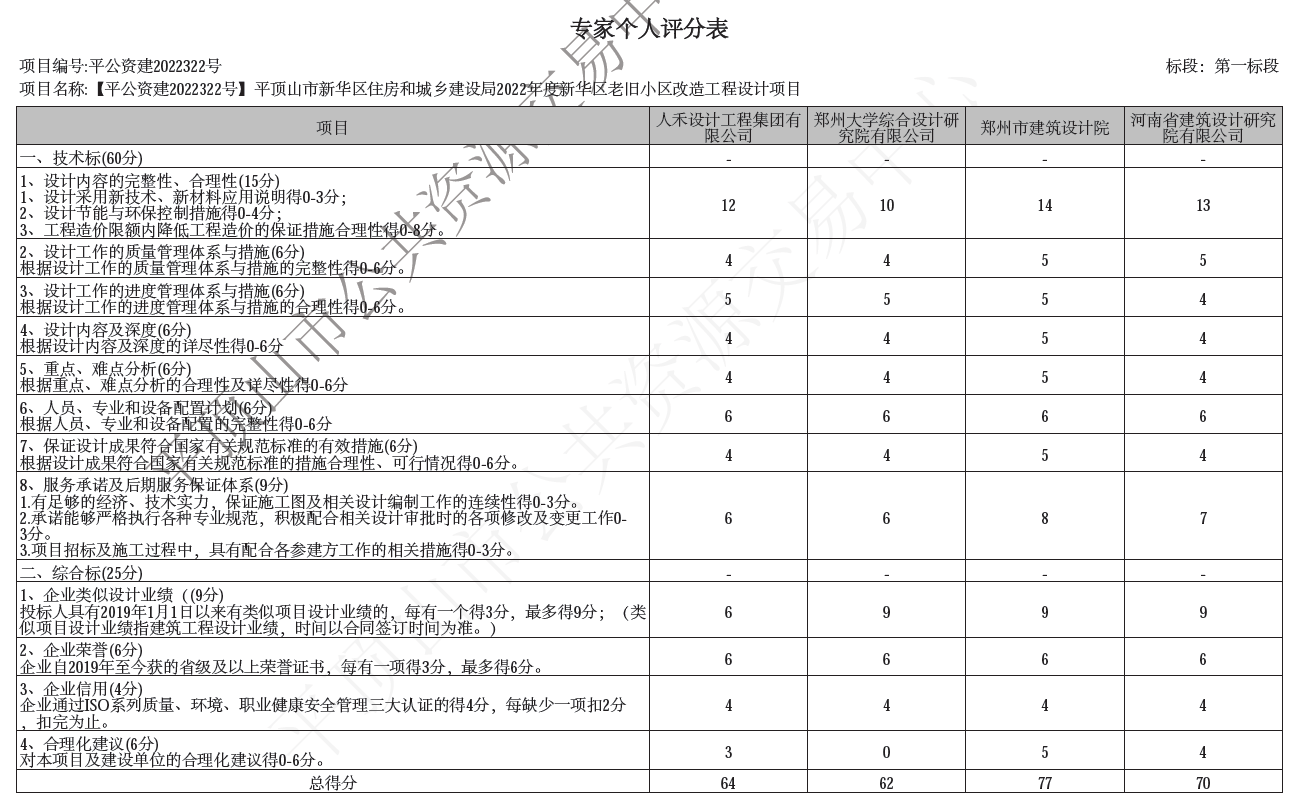 专家个人评分表
项目编号:平公资建2022322号
标段：第一标段
项目名称:【平公资建2022322号】平顶山市新华区住房和城乡建设局2022年度新华区老旧小区改造工程设计项目
项目
人禾设计工程集团有
限公司
郑州大学综合设计研
究院有限公司
郑州市建筑设计院
河南省建筑设计研究
院有限公司
一、技术标(60分)
- - - -
1、设计内容的完整性、合理性(15分)
1、设计采用新技术、新材料应用说明得0-3分；
2、设计节能与环保控制措施得0-4分；
3、工程造价限额内降低工程造价的保证措施合理性得0-8分。
12 10 14 13
2、设计工作的质量管理体系与措施(6分)
根据设计工作的质量管理体系与措施的完整性得0-6分。
4 4 5 5
3、设计工作的进度管理体系与措施(6分)
根据设计工作的进度管理体系与措施的合理性得0-6分。
5 5 5 4
4、设计内容及深度(6分)
根据设计内容及深度的详尽性得0-6分
4 4 5 4
5、重点、难点分析(6分)
根据重点、难点分析的合理性及详尽性得0-6分
4 4 5 4
6、人员、专业和设备配置计划(6分)
根据人员、专业和设备配置的完整性得0-6分
6 6 6 6
7、保证设计成果符合国家有关规范标准的有效措施(6分)
根据设计成果符合国家有关规范标准的措施合理性、可行情况得0-6分。
4 4 5 4
8、服务承诺及后期服务保证体系(9分)
1.有足够的经济、技术实力，保证施工图及相关设计编制工作的连续性得0-3分。
2.承诺能够严格执行各种专业规范，积极配合相关设计审批时的各项修改及变更工作0-
3分。
3.项目招标及施工过程中，具有配合各参建方工作的相关措施得0-3分。
6 6 8 7
二、综合标(25分)
- - - -
1、企业类似设计业绩（(9分)
投标人具有2019年1月1日以来有类似项目设计业绩的，每有一个得3分，最多得9分；（类
似项目设计业绩指建筑工程设计业绩，时间以合同签订时间为准。）
6 9 9 9
2、企业荣誉(6分)
企业自2019年至今获的省级及以上荣誉证书，每有一项得3分，最多得6分。
6 6 6 6
3、企业信用(4分)
企业通过ISO系列质量、环境、职业健康安全管理三大认证的得4分，每缺少一项扣2分
，扣完为止。
4 4 4 4
4、合理化建议(6分)
对本项目及建设单位的合理化建议得0-6分。
3 0 5 4
总得分
64 62 77 70
平顶山市公共资源交易中
平顶山市公共资源交易中心